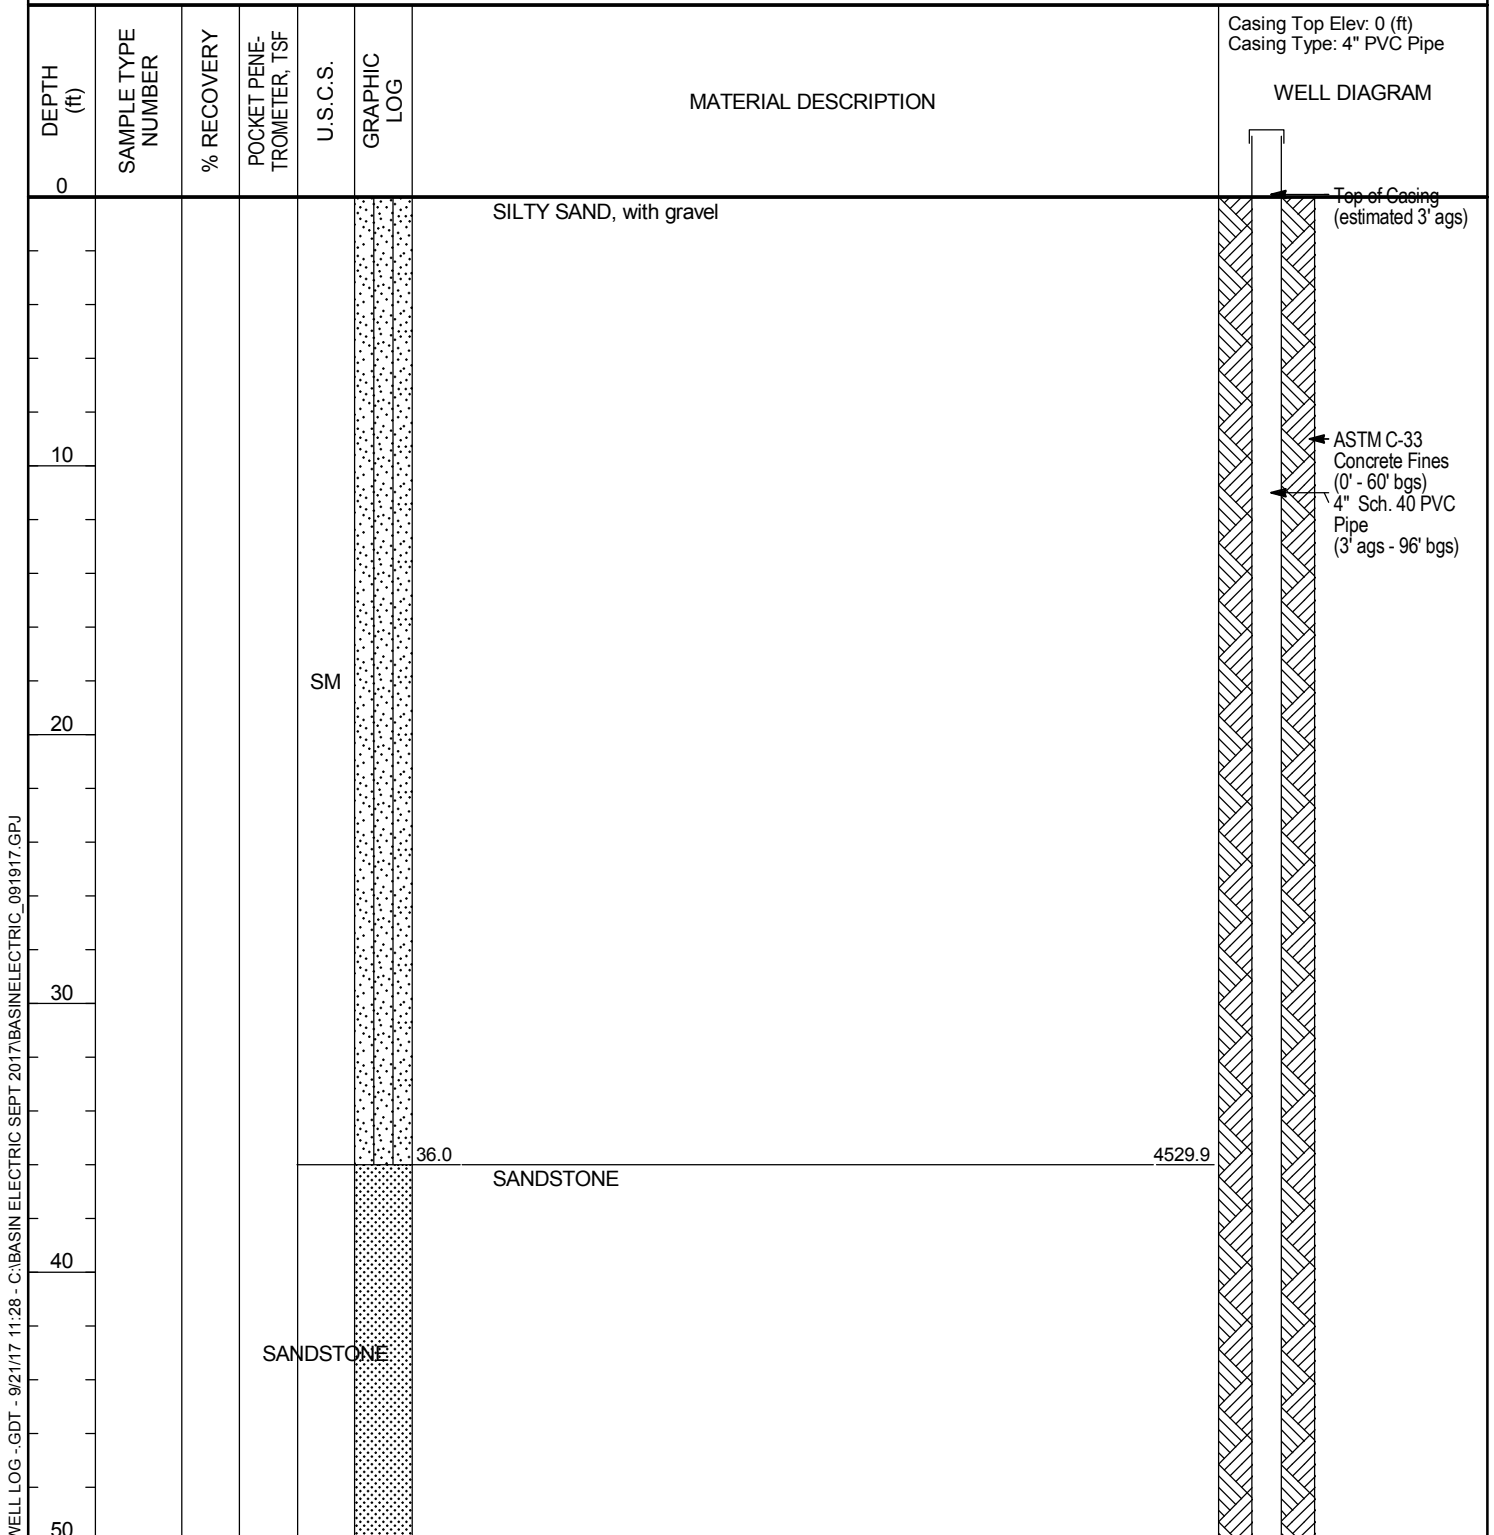 Casing Top Elev: 0 (ft)
Casing Type: 4" PVC Pipe
DEPTH
(ft)
SAMPLE TYPE
NUMBER
% RECOVERY
POCKET PENE-
TROMETER, TSF
U.S.C.S.
GRAPHIC
LOG
MATERIAL DESCRIPTION
WELL DIAGRAM
0
Top of Casing
(estimated 3' ags)
SILTY SAND, with gravel
10
ASTM C-33
Concrete Fines
(0' - 60' bgs)
4" Sch. 40 PVC
Pipe
(3' ags - 96' bgs)
SM
20
30
36.0
4529.9
SANDSTONE
40
SANDSTONE
50
WELL LOG -.GDT - 9/21/17 11:28 - C:\BASIN ELECTRIC SEPT 2017\BASINELECTRIC_091917.GPJ